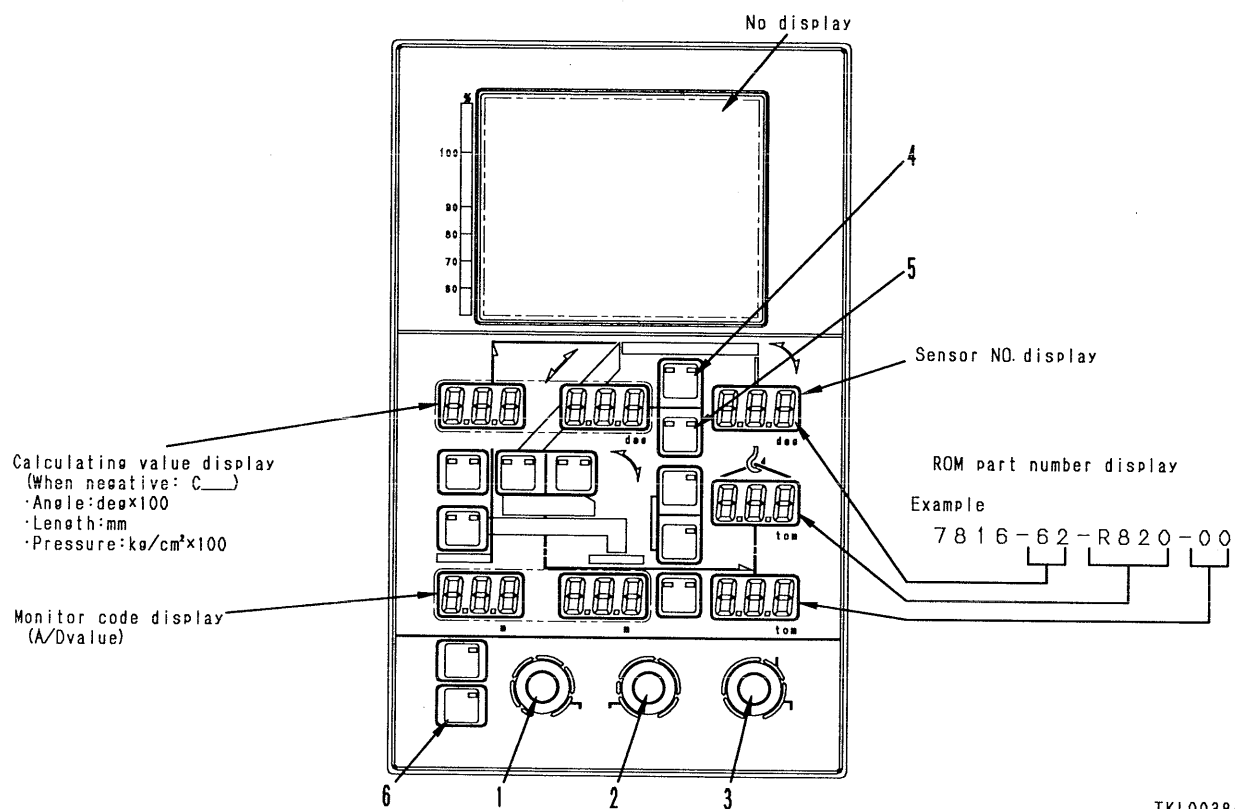 No display
%
100
90
80
70
60
4
5
Sensor NO. display
deg
deg
Calculating value display
(When negative: C___)
・Angle:deg×100
・Length:mm
・Pressure:kg/cm²×100
ROM part number display
Example
7816-62-R820-00
tom
Monitor code display
(A/Dvalue)
m
m
tom
6
1
2
3